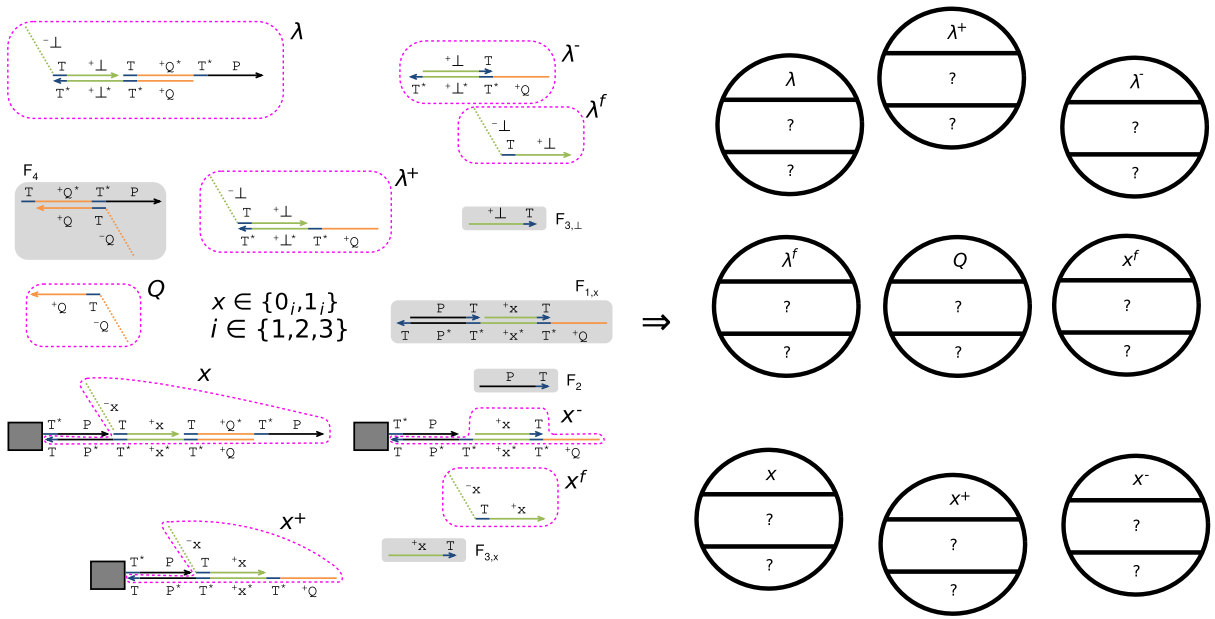 λ
⁻⊥
T ⁺⊥ T ⁺Q* T* P
T* ⁺⊥* T* ⁺Q
λ⁻
⁺⊥ T
T* ⁺⊥* T* ⁺Q
λᶠ
⁻⊥
T ⁺⊥
F₄
T ⁺Q* T* P
⁺Q T
⁻Q
λ⁺
⁻⊥
T ⁺⊥
T* ⁺⊥* T* ⁺Q
⁺⊥ T
F₃,⊥
Q
⁺Q T
⁻Q
x ∈ {0ᵢ,1ᵢ}
i ∈ {1,2,3}
F₁,ₓ
P T ⁺x T
T P* T* ⁺x* T* ⁺Q
⇒
P T
F₂
x
⁻x
T* P T ⁺x T ⁺Q* T* P
T P* T* ⁺x* T* ⁺Q
x⁻
T* P ⁺x T
T P* T* ⁺x* T* ⁺Q
xᶠ
⁻x
T ⁺x
x⁺
⁻x
T* P T ⁺x
T P* T* ⁺x* T* ⁺Q
⁺x T
F₃,ₓ
λ
?
?
λ⁺
?
?
λ⁻
?
?
λᶠ
?
?
Q
?
?
xᶠ
?
?
x
?
?
x⁺
?
?
x⁻
?
?